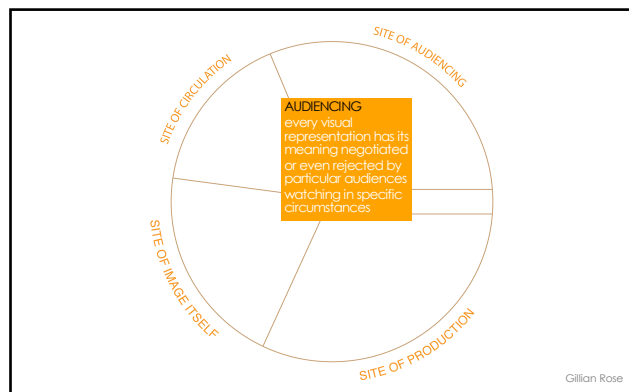 SITE OF CIRCULATION
SITE OF AUDIENCING
AUDIENCING
every visual
representation has its
meaning negotiated
or even rejected by
particular audiences
watching in specific
circumstances
SITE OF IMAGE ITSELF
SITE OF PRODUCTION
Gillian Rose